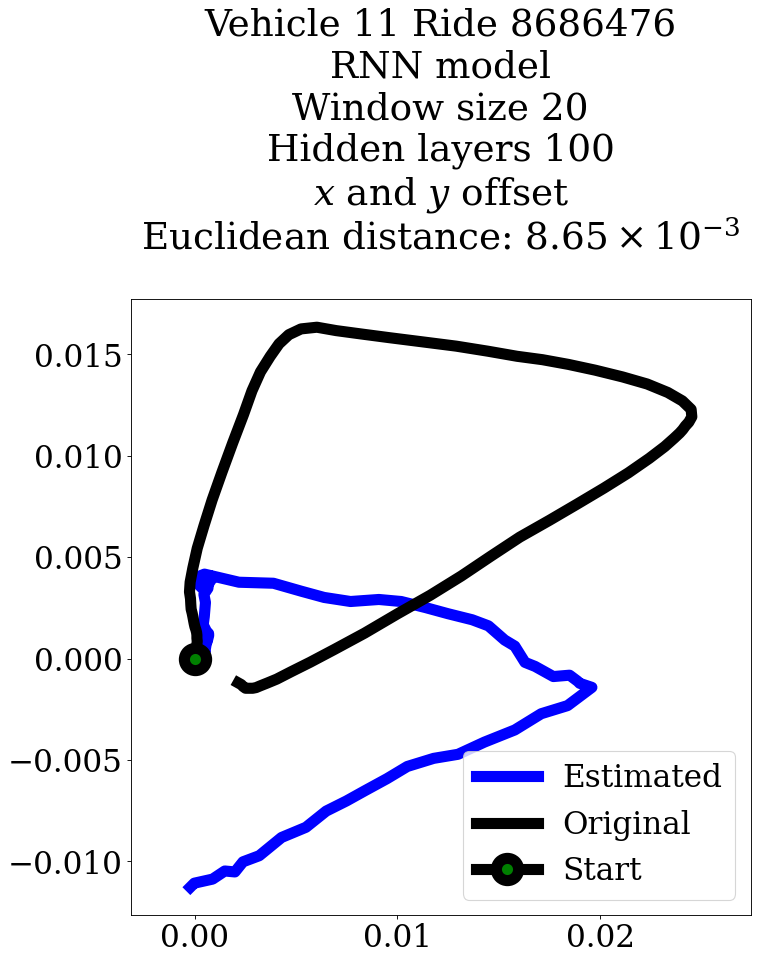 Vehicle 11 Ride 8686476
RNN model
Window size 20
Hidden layers 100
x and y offset
Euclidean distance: 8.65 × 10⁻³
0.015
0.010
0.005
0.000
−0.005
−0.010
Estimated
Original
Start
0.00 0.01 0.02